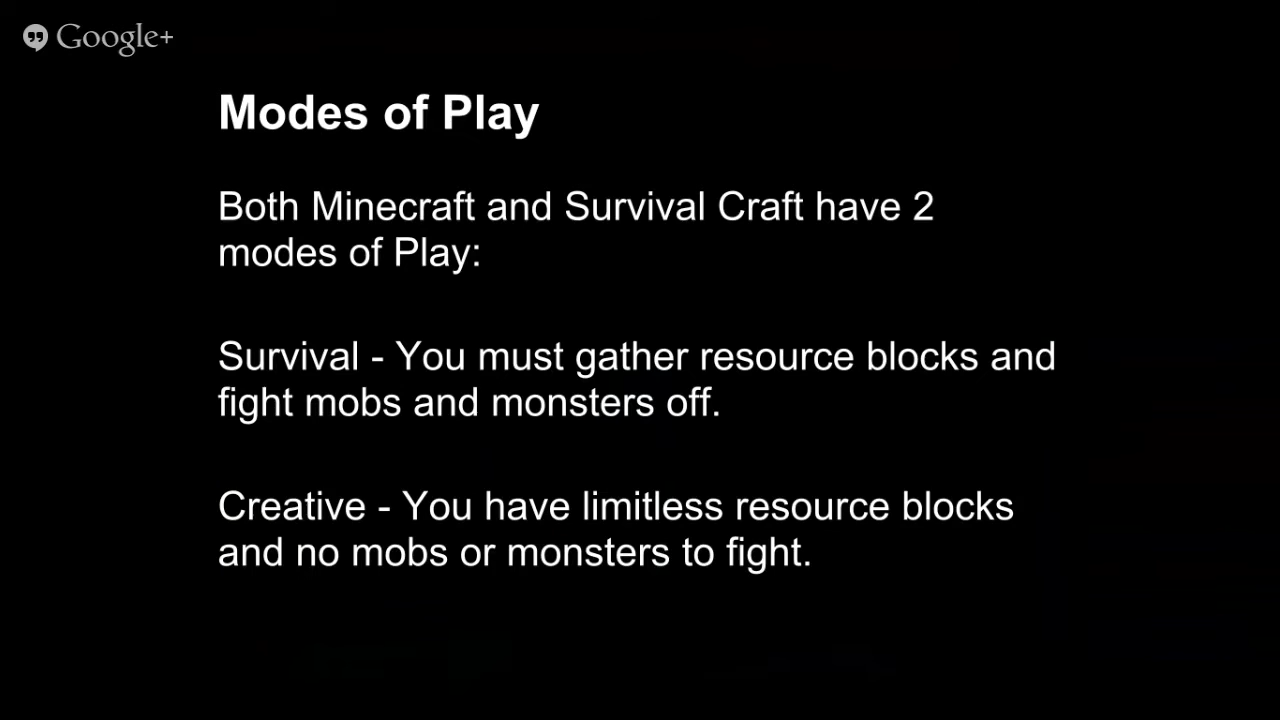 Google+
Modes of Play
Both Minecraft and Survival Craft have 2
modes of Play:
Survival - You must gather resource blocks and
fight mobs and monsters off.
Creative - You have limitless resource blocks
and no mobs or monsters to fight.